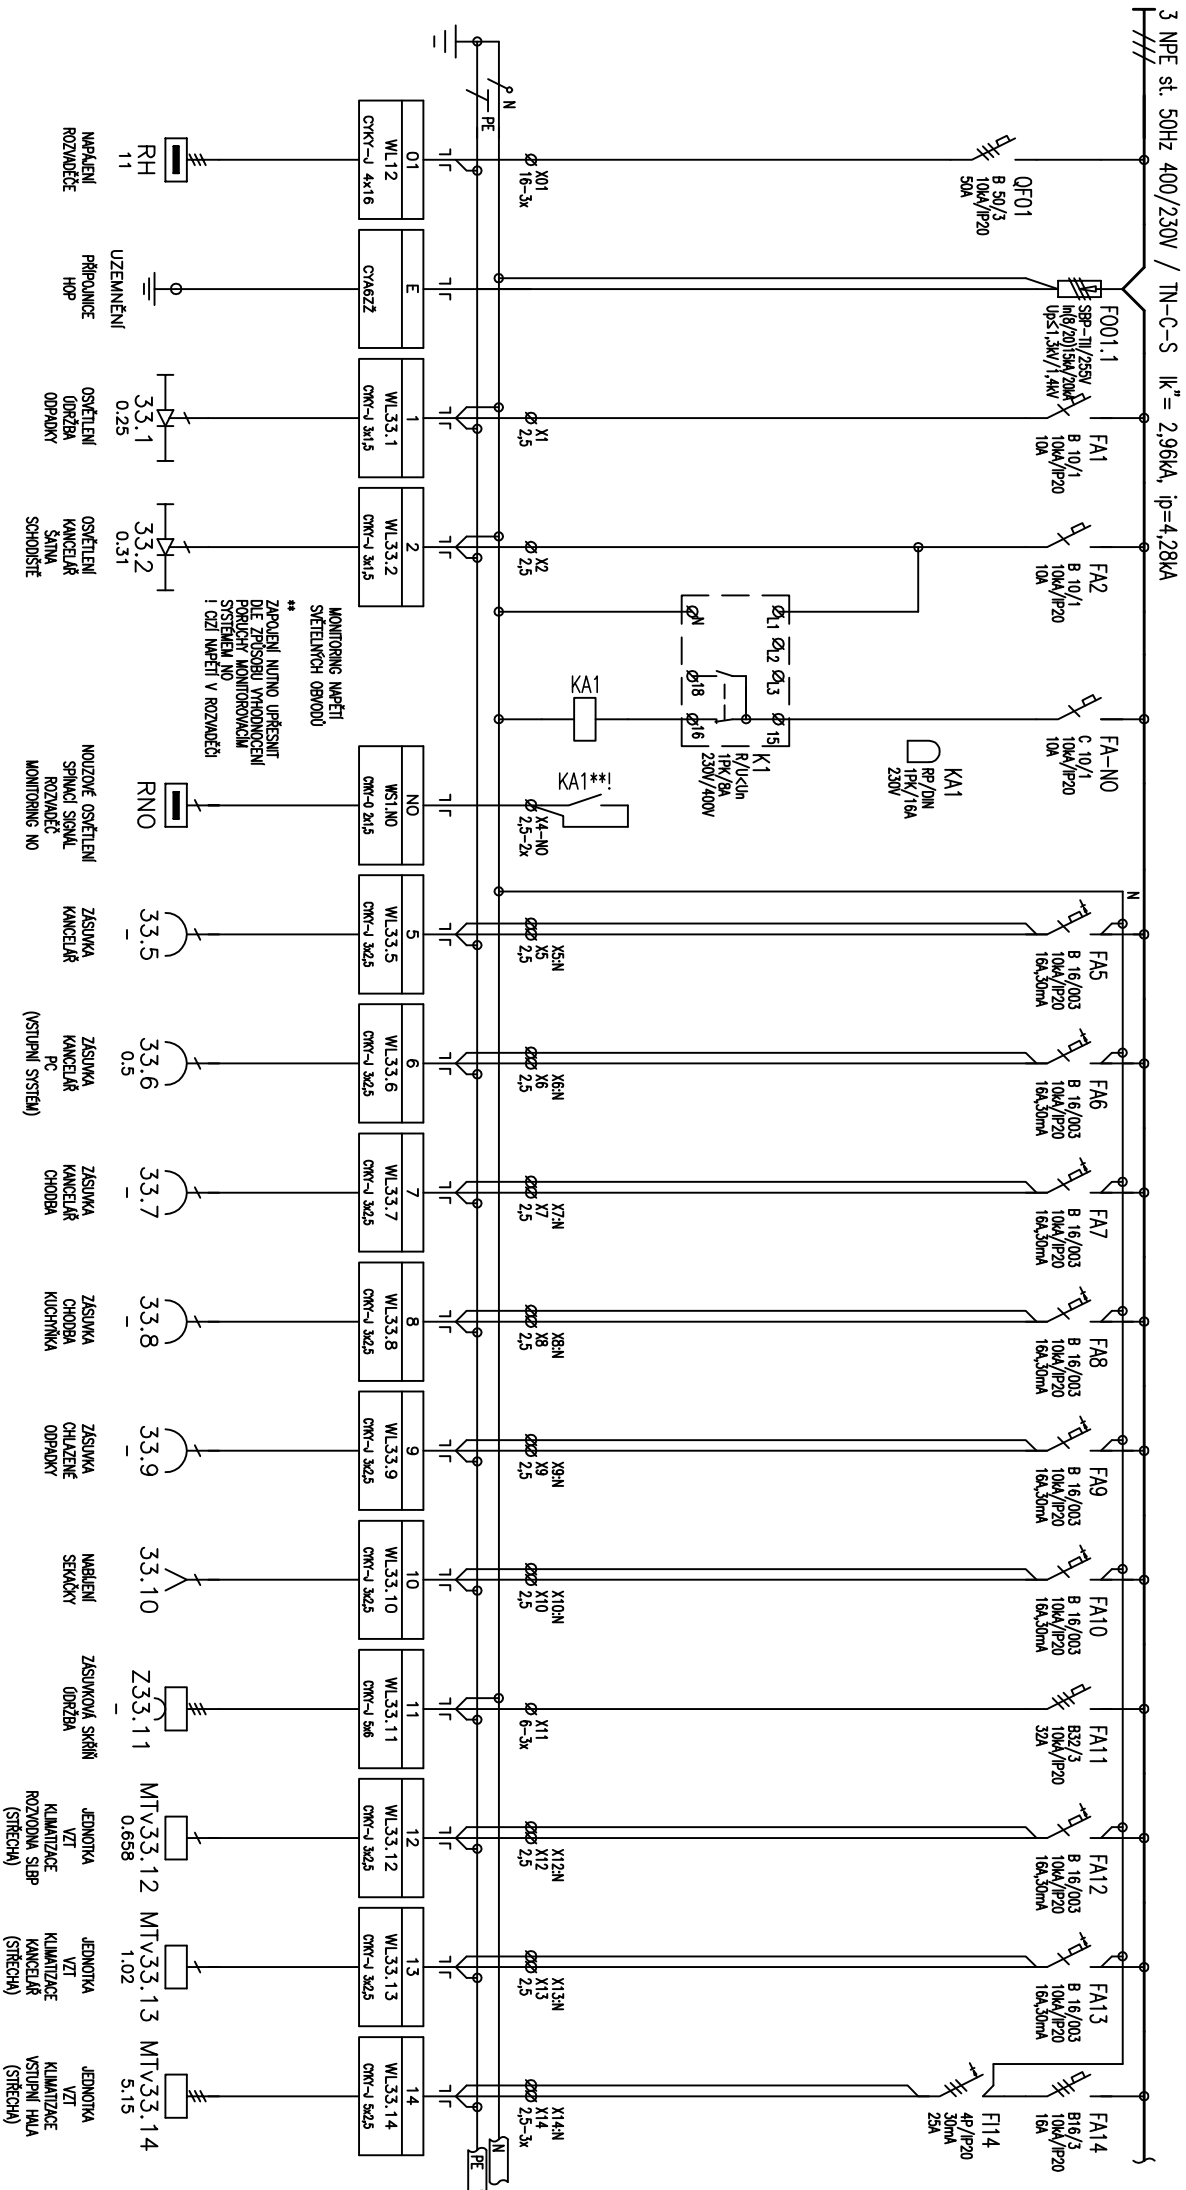 3 NPE st. 50Hz 400/230V / TN-C-S Ik"= 2,96kA, ip=4,28kA
QF01
B 50/3
10kA/IP20
50A
FO01.1
SBP-TII/255V
In(8/20)15kA/20kA
Up≤1,3kV/1,4kV
FA1
B 10/1
10kA/IP20
10A
FA2
B 10/1
10kA/IP20
10A
FA-NO
C 10/1
10kA/IP20
10A
KA1
RP/DIN
1PK/16A
230V
N
FA5
B 16/003
10kA/IP20
16A,30mA
FA6
B 16/003
10kA/IP20
16A,30mA
FA7
B 16/003
10kA/IP20
16A,30mA
FA8
B 16/003
10kA/IP20
16A,30mA
FA9
B 16/003
10kA/IP20
16A,30mA
FA10
B 16/003
10kA/IP20
16A,30mA
FA11
B32/3
10kA/IP20
32A
FA12
B 16/003
10kA/IP20
16A,30mA
FA13
B 16/003
10kA/IP20
16A,30mA
FA14
B16/3
10kA/IP20
16A
FI14
4P/IP20
30mA
25A
L1 L2 L3 15
N 18 16
K1
R/U<Un
1PK/8A
230V/400V
KA1
KA1**!
X01
16-3x
X1
2,5
X2
2,5
X4-NO
2,5-2x
X5:N
X5
2,5
X6:N
X6
2,5
X7:N
X7
2,5
X8:N
X8
2,5
X9:N
X9
2,5
X10:N
X10
2,5
X11
6-3x
X12:N
X12
2,5
X13:N
X13
2,5
X14:N
X14
2,5-3x
N
PE
N
PE
01
WL12
CYKY-J 4x16
E
CYA6ZŽ
1
WL33.1
CYKY-J 3x1,5
2
WL33.2
CYKY-J 3x1,5
NO
WS1.NO
CYKY-O 2x1,5
5
WL33.5
CYKY-J 3x2,5
6
WL33.6
CYKY-J 3x2,5
7
WL33.7
CYKY-J 3x2,5
8
WL33.8
CYKY-J 3x2,5
9
WL33.9
CYKY-J 3x2,5
10
WL33.10
CYKY-J 3x2,5
11
WL33.11
CYKY-J 5x6
12
WL33.12
CYKY-J 3x2,5
13
WL33.13
CYKY-J 3x2,5
14
WL33.14
CYKY-J 5x2,5
MONITORING NAPĚTÍ
SVĚTELNÝCH OBVODŮ
**
ZAPOJENÍ NUTNO UPŘESNIT
DLE ZPŮSOBU VYHODNOCENÍ
PORUCHY MONITOROVACÍM
SYSTÉMEM NO
! CIZÍ NAPĚTÍ V ROZVADĚČI
RH
11
NAPÁJENÍ
ROZVADĚČE
UZEMNĚNÍ
PŘÍPOJNICE
HOP
33.1
0.25
OSVĚTLENÍ
ÚDRŽBA
ODPADKY
33.2
0.31
OSVĚTLENÍ
KANCELÁŘ
ŠATNA
SCHODIŠTĚ
RNO
NOUZOVÉ OSVĚTLENÍ
SPÍNACÍ SIGNÁL
ROZVADĚČ
MONITORING NO
33.5
-
ZÁSUVKA
KANCELÁŘ
33.6
0.5
ZÁSUVKA
KANCELÁŘ
PC
(VSTUPNÍ SYSTÉM)
33.7
-
ZÁSUVKA
KANCELÁŘ
CHODBA
33.8
-
ZÁSUVKA
CHODBA
KUCHYŇKA
33.9
-
ZÁSUVKA
CHLAZENÉ
ODPADKY
33.10
NABÍJENÍ
SEKAČKY
Z33.11
-
ZÁSUVKOVÁ SKŘÍŇ
ÚDRŽBA
MTv33.12
0.658
JEDNOTKA
VZT
KLIMATIZACE
ROZVODNA SLBP
(STŘECHA)
MTv33.13
1.02
JEDNOTKA
VZT
KLIMATIZACE
KANCELÁŘ
(STŘECHA)
MTv33.14
5.15
JEDNOTKA
VZT
KLIMATIZACE
VSTUPNÍ HALA
(STŘECHA)